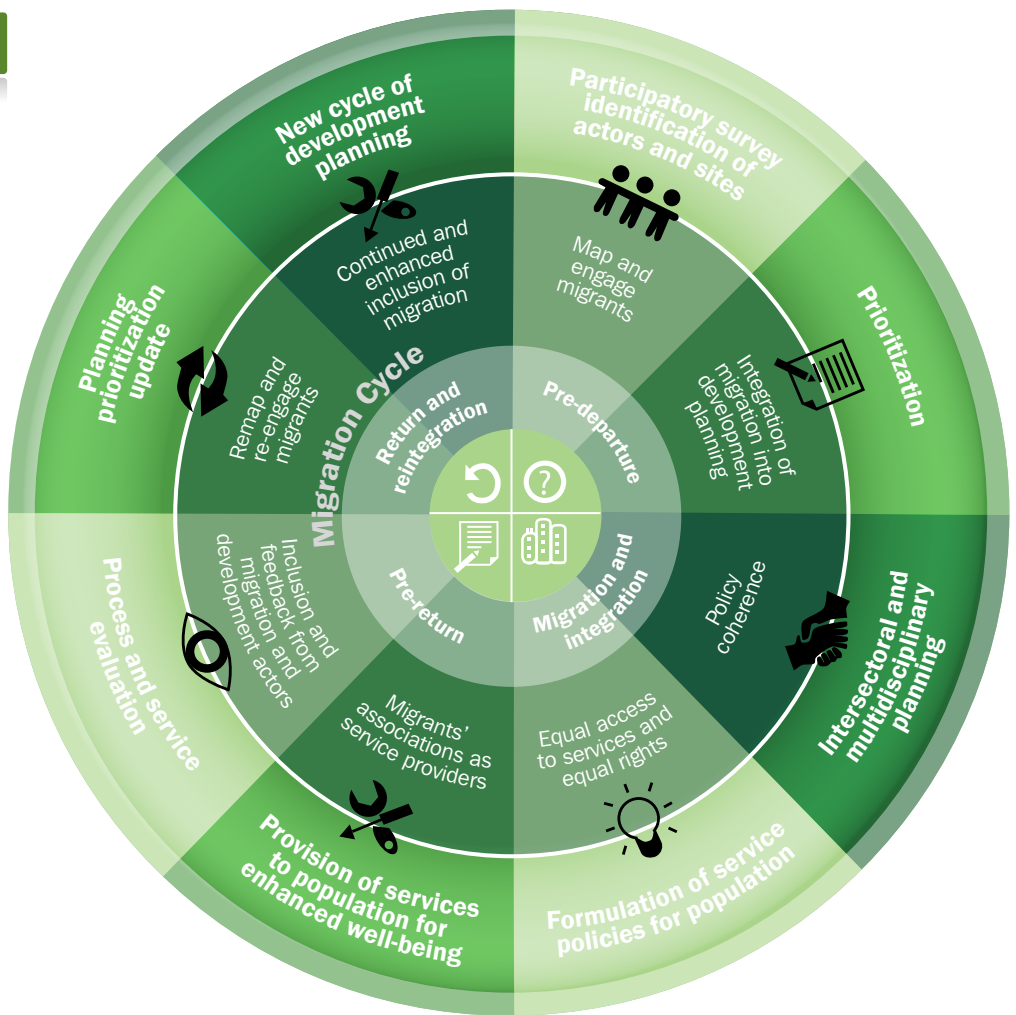 New cycle of
development
planning
Participatory survey
identification of
actors and sites
Prioritization
Intersectoral and
multidisciplinary
planning
Formulation of service
policies for population
Provision of services
to population for
enhanced well-being
Process and service
evaluation
Planning
prioritization
update
Continued and
enhanced
inclusion of
migration
Map and
engage
migrants
Integration of
migration into
development
planning
Policy
coherence
Equal access
to services and
equal rights
Migrants’
associations as
service providers
Inclusion and
feedback from
migration and
development actors
Remap and
re-engage
migrants
Migration Cycle
Return and
reintegration
Pre-departure
Migration and
integration
Pre-return
?